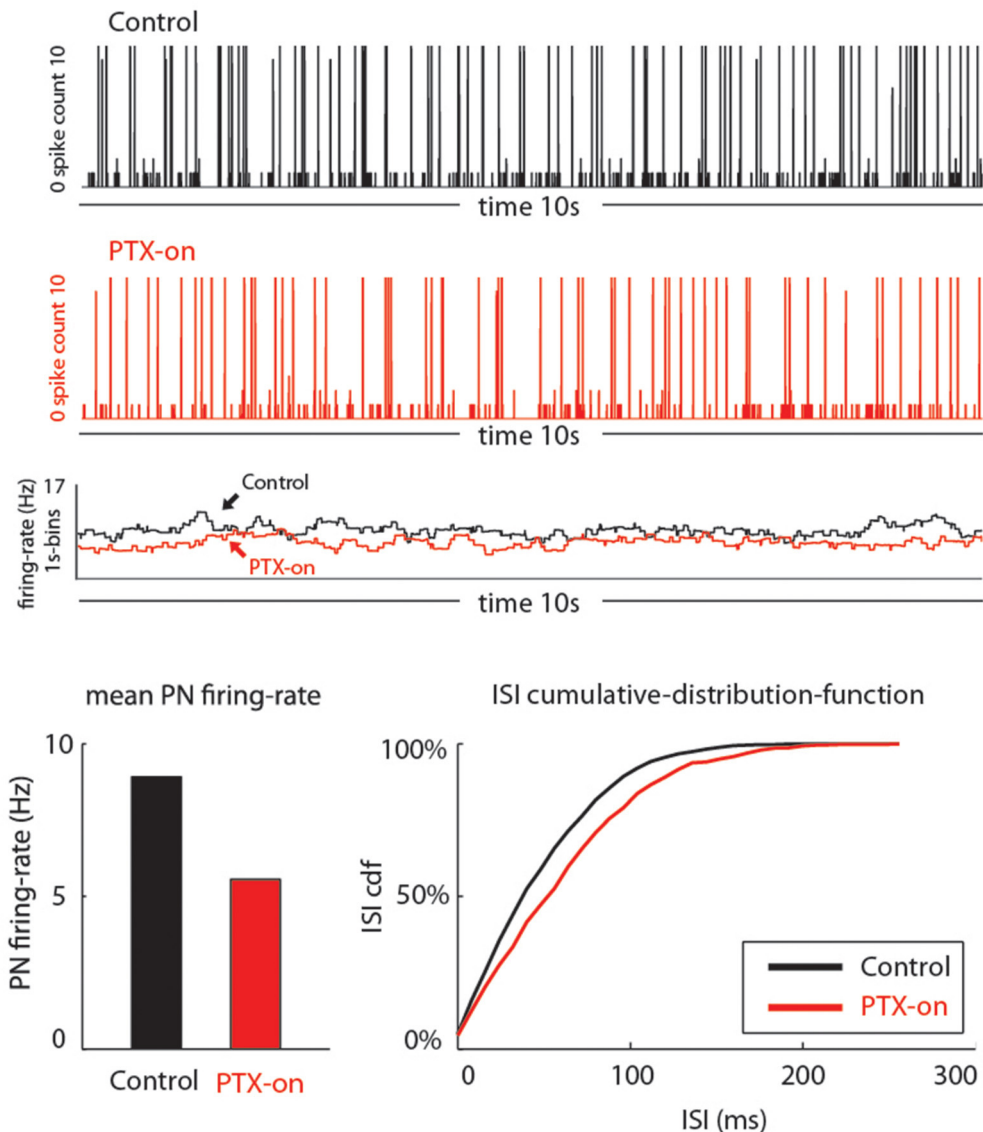 Control
0 spike count 10
time 10s
PTX-on
0 spike count 10
time 10s
17
firing-rate (Hz)
1s-bins
Control
PTX-on
time 10s
mean PN firing-rate
10
5
0
PN firing-rate (Hz)
Control
PTX-on
ISI cumulative-distribution-function
100%
50%
0%
ISI cdf
Control
PTX-on
0
100
200
300
ISI (ms)